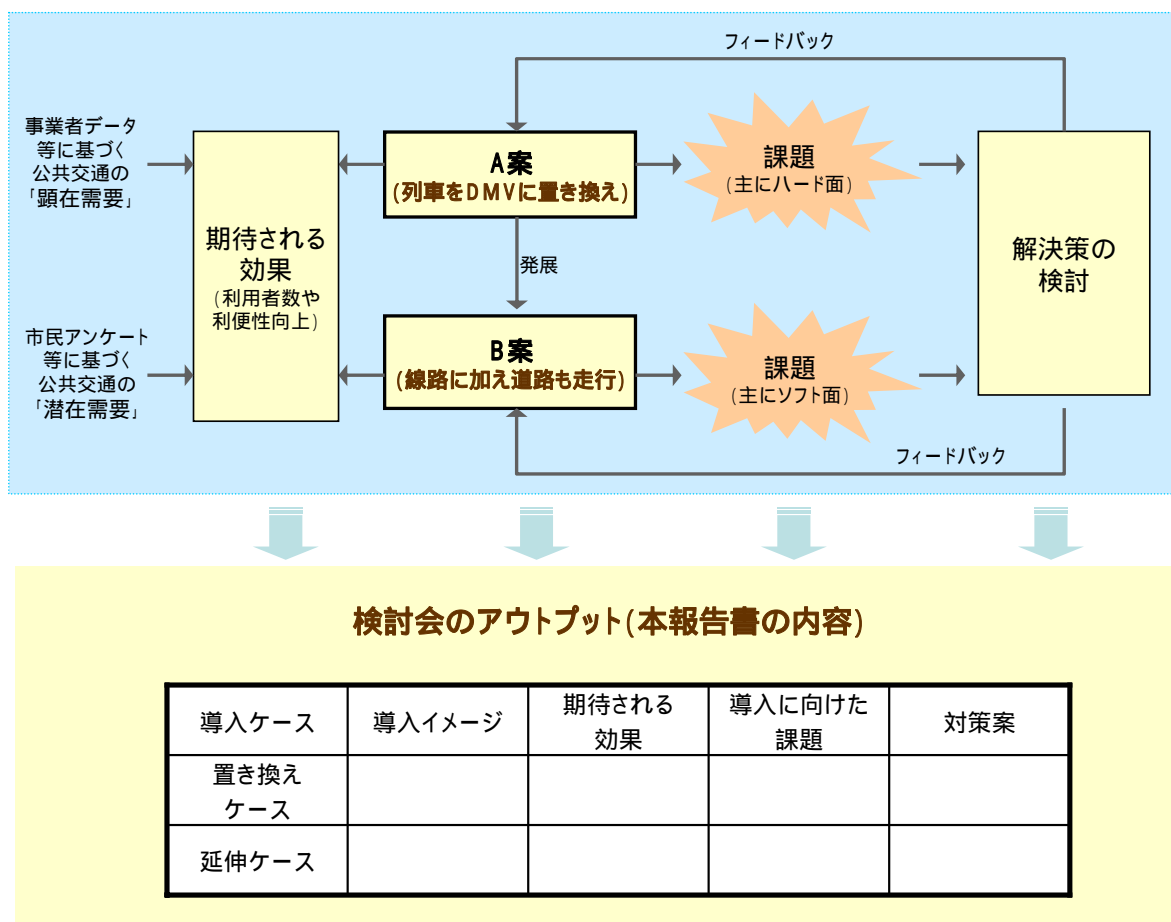 フィードバック
事業者データ
等に基づく
公共交通の
「顕在需要」
市民アンケート
等に基づく
公共交通の
「潜在需要」
期待される
効果
(利用者数や
利便性向上)
A案
(列車をDMVに置き換え)
発展
B案
(線路に加え道路も走行)
課題
(主にハード面)
課題
(主にソフト面)
解決策の
検討
フィードバック
検討会のアウトプット(本報告書の内容)
導入ケース
導入イメージ
期待される
効果
導入に向けた
課題
対策案
置き換え
ケース
延伸ケース